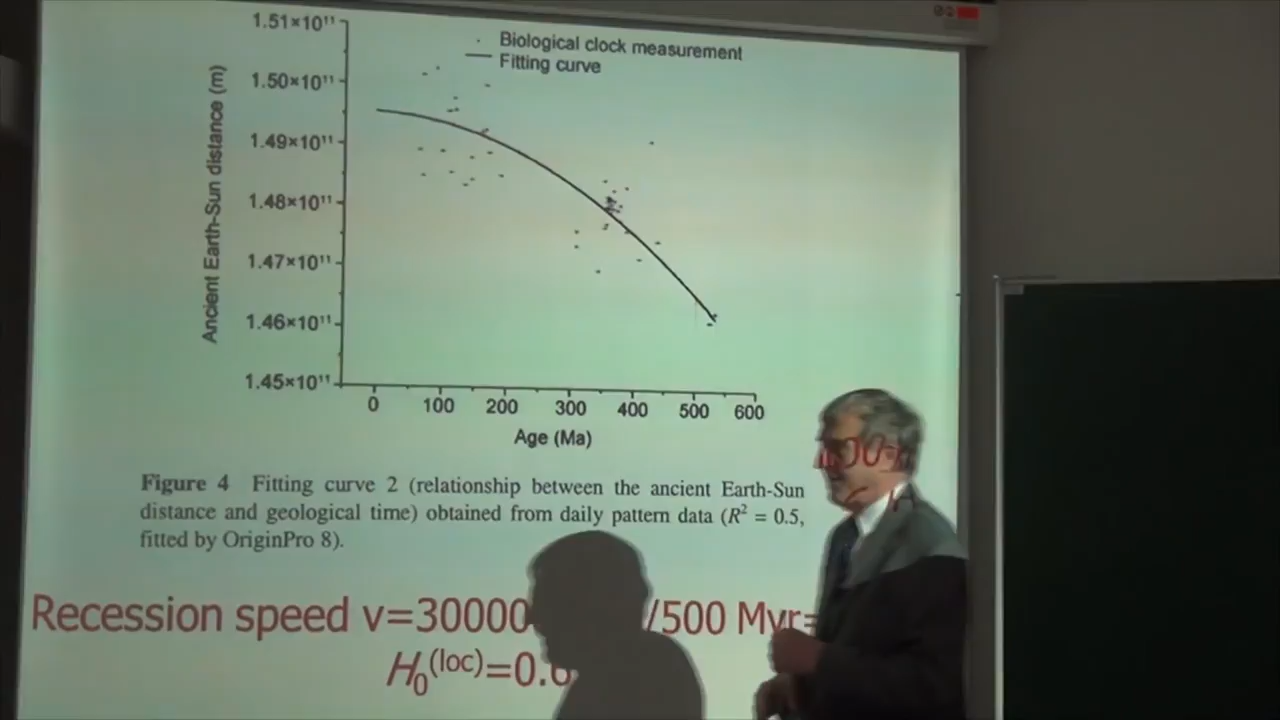 1.51×10¹¹
Biological clock measurement
Fitting curve
Ancient Earth-Sun distance (m)
1.50×10¹¹
1.49×10¹¹
1.48×10¹¹
1.47×10¹¹
1.46×10¹¹
1.45×10¹¹
0 100 200 300 400 500 600
Age (Ma)
Figure 4 Fitting curve 2 (relationship between the ancient Earth-Sun
distance and geological time) obtained from daily pattern data (R² = 0.5,
fitted by OriginPro 8).
Recession speed v=30000 /500 Myr=
H₀⁽ˡᵒᶜ⁾=0.